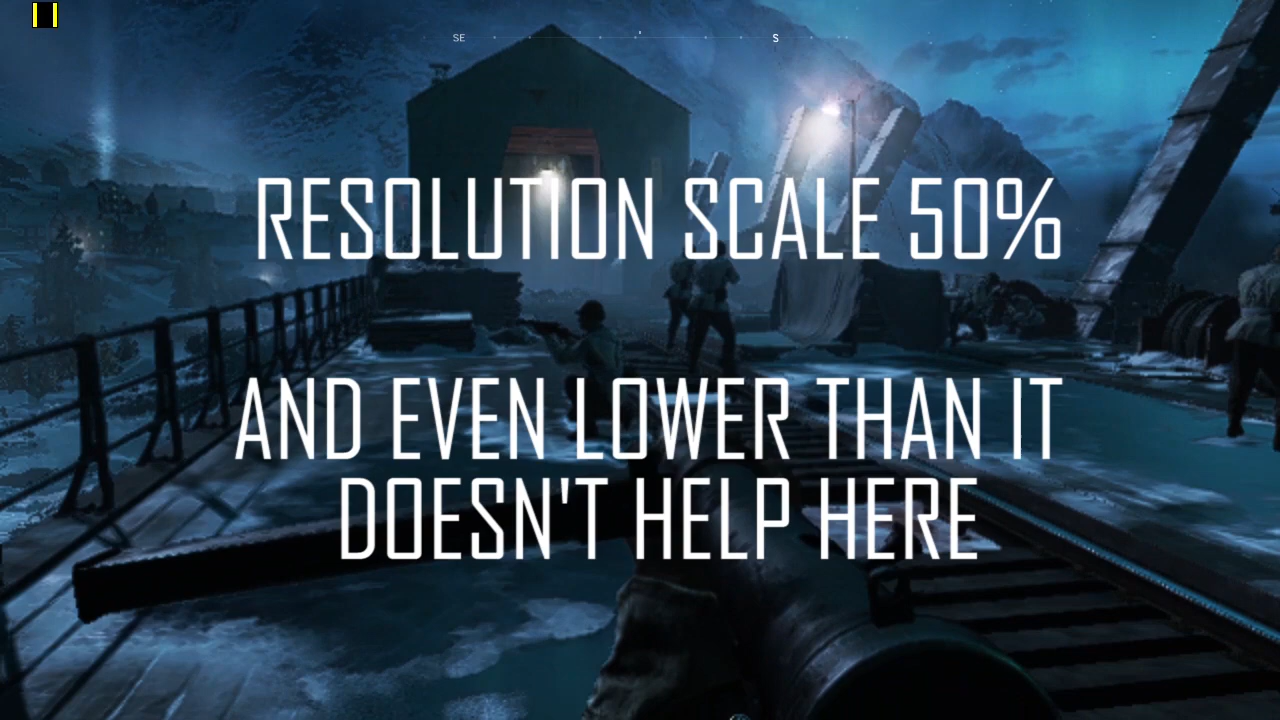 SE S
RESOLUTION SCALE 50%
AND EVEN LOWER THAN IT
DOESN'T HELP HERE